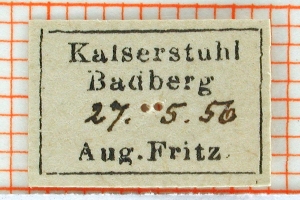 Kaiserstuhl
Badberg
27. 5. 56
Aug. Fritz